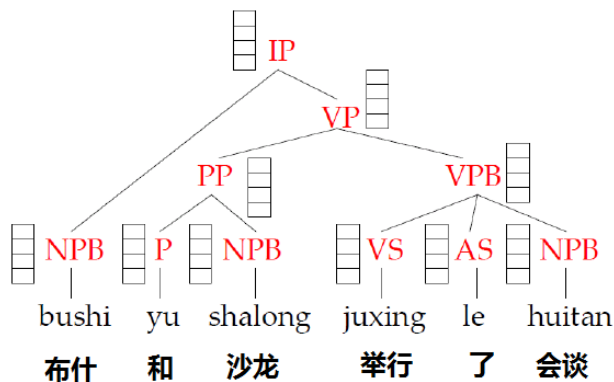 IP
VP
PP VPB
NPB P NPB VS AS NPB
bushi yu shalong juxing le huitan
布什 和 沙龙 举行 了 会谈